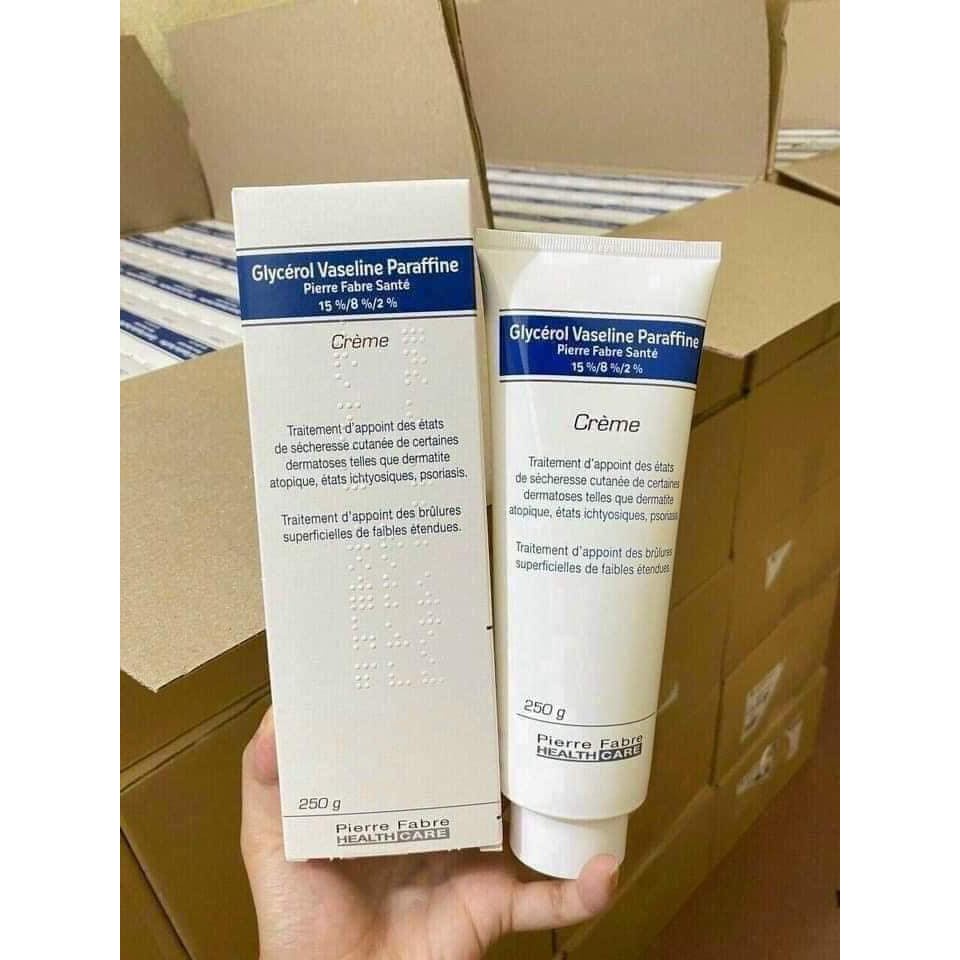 Glycérol Vaseline Paraffine
Pierre Fabre Santé
15 %/8 %/2 %
Crème
Traitement d'appoint des états
de sécheresse cutanée de certaines
dermatoses telles que dermatite
atopique, états ichtyosiques, psoriasis.
Traitement d'appoint des brûlures
superficielles de faibles étendues.
250 g
Pierre Fabre
HEALTH CARE
Glycérol Vaseline Paraffine
Pierre Fabre Santé
15 %/8 %/2 %
Crème
Traitement d'appoint des états
de sécheresse cutanée de certaines
dermatoses telles que dermatite
atopique, états ichtyosiques, psoriasis
Traitement d'appoint des brûlures
superficielles de faibles étendues
250 g
Pierre Fabre
HEALTH CARE